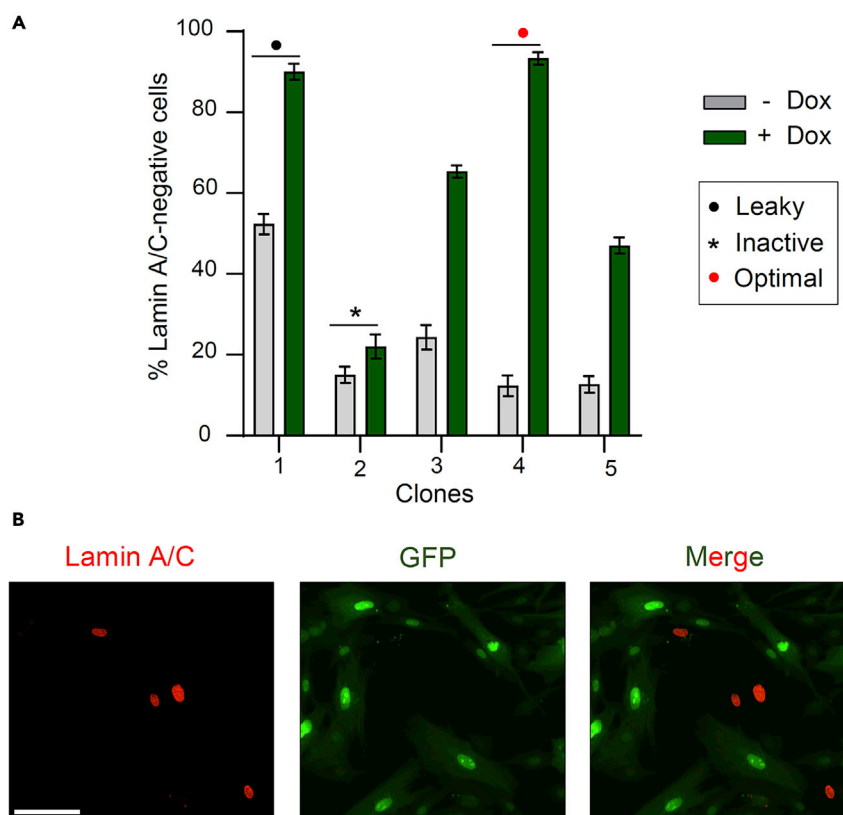 A
% Lamin A/C-negative cells
100
80
60
40
20
0
*
1 2 3 4 5
Clones
- Dox
+ Dox
Leaky
* Inactive
Optimal
B
Lamin A/C GFP Merge